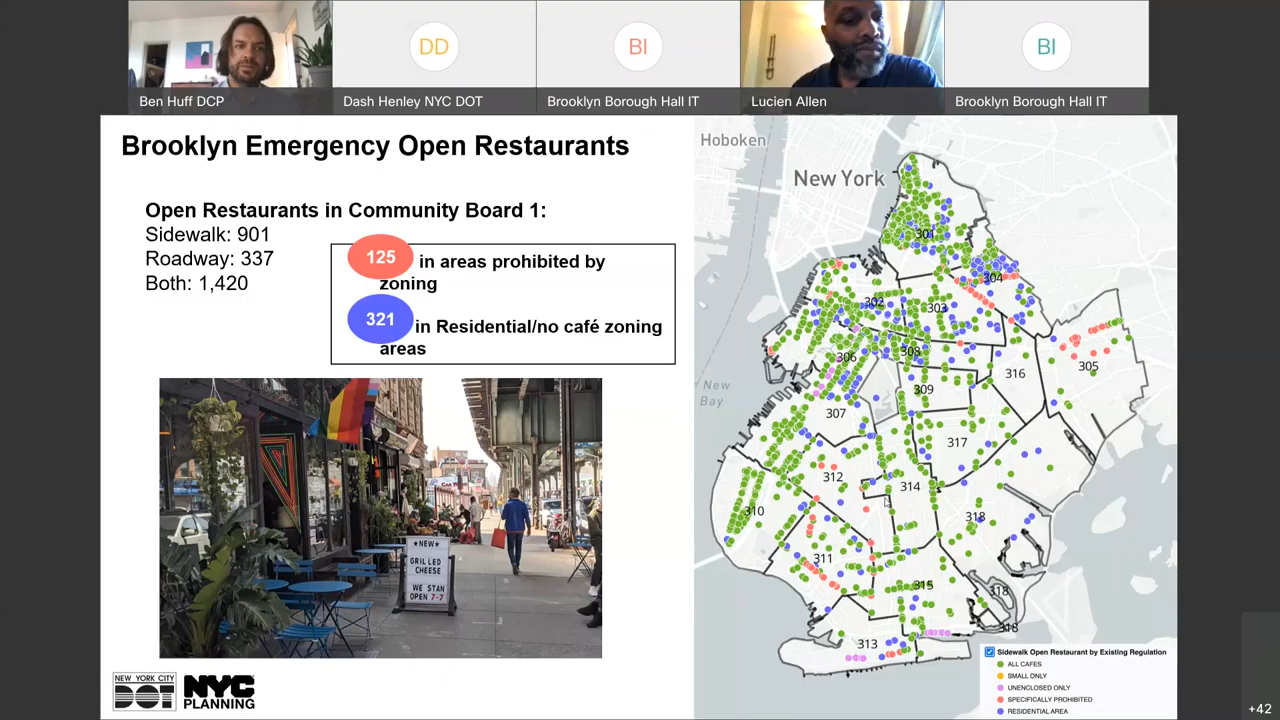 DD
BI
BI
Ben Huff DCP
Dash Henley NYC DOT
Brooklyn Borough Hall IT
Lucien Allen
Brooklyn Borough Hall IT
Brooklyn Emergency Open Restaurants
Open Restaurants in Community Board 1:
Sidewalk: 901
Roadway: 337
Both: 1,420
125 in areas prohibited by
zoning
321 in Residential/no café zoning
areas
★NEW★
GRILLED
CHEESE
WE STAN
OPEN 7-7
NEW YORK CITY
DOT
NYC
PLANNING
Hoboken
New York
New
Bay
301
304
302
303
305
306
308
316
309
307
317
312
314
310
318
311
315
318
318
313
Sidewalk Open Restaurant by Existing Regulation
ALL CAFES
SMALL ONLY
UNENCLOSED ONLY
SPECIFICALLY PROHIBITED
RESIDENTIAL AREA
+42